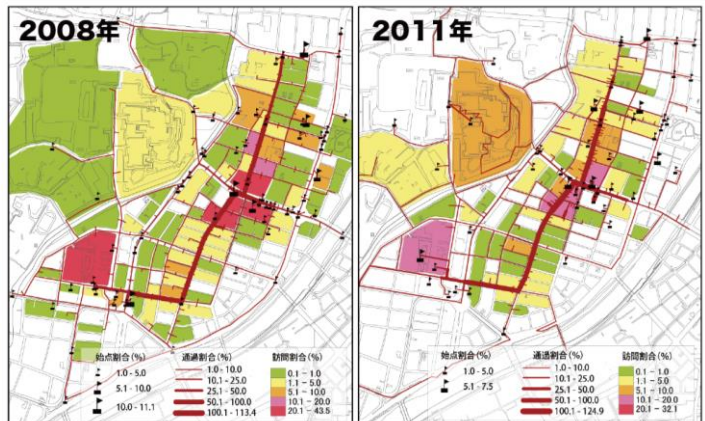 2008年
始点割合(%)
1.0 - 5.0
5.1 - 10.0
10.0 - 11.1
通過割合(%)
1.0 - 10.0
10.1 - 25.0
25.1 - 50.0
50.1 - 100.0
100.1 - 113.4
訪問割合(%)
0.1 - 1.0
1.1 - 5.0
5.1 - 10.0
10.1 - 20.0
20.1 - 43.5
2011年
始点割合(%)
1.0 - 5.0
5.1 - 7.5
通過割合(%)
1.0 - 10.0
10.1 - 25.0
25.1 - 50.0
50.1 - 100.0
100.1 - 124.9
訪問割合(%)
0.1 - 1.0
1.1 - 5.0
5.1 - 10.0
10.1 - 20.0
20.1 - 32.1